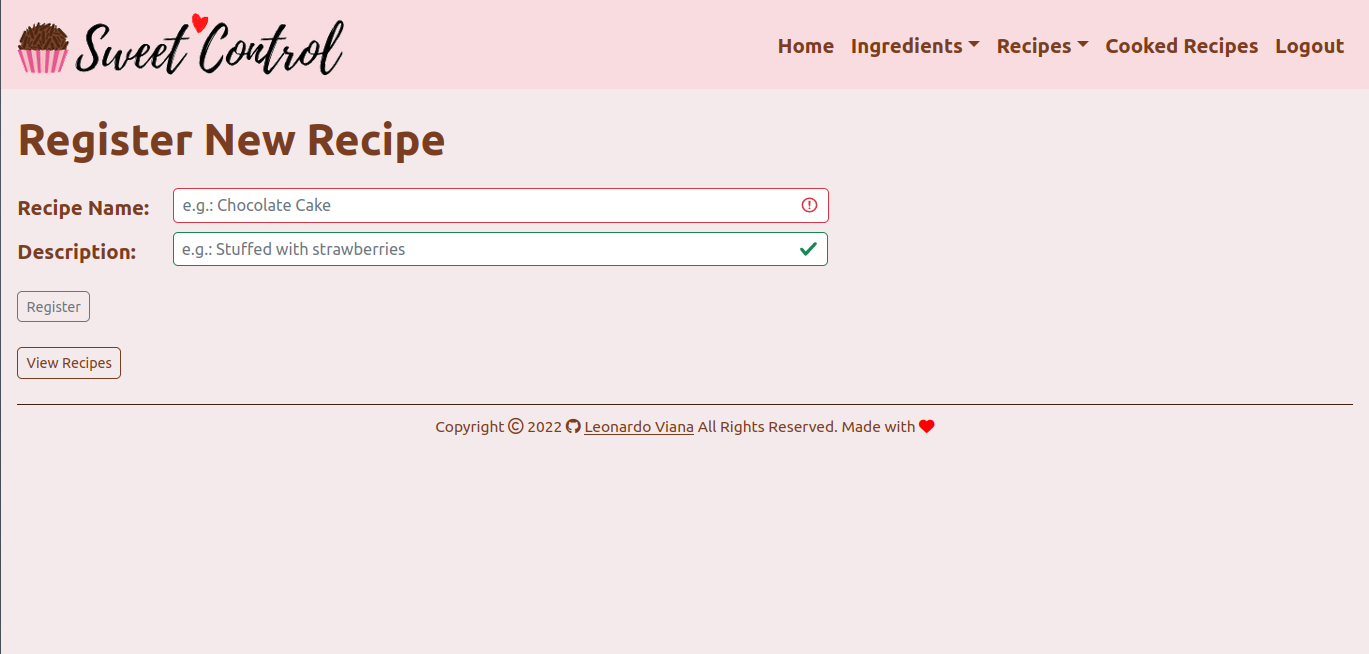 Sweet Control
Home Ingredients Recipes Cooked Recipes Logout
Register New Recipe
Recipe Name: e.g.: Chocolate Cake
Description: e.g.: Stuffed with strawberries
Register
View Recipes
Copyright © 2022 Leonardo Viana All Rights Reserved. Made with